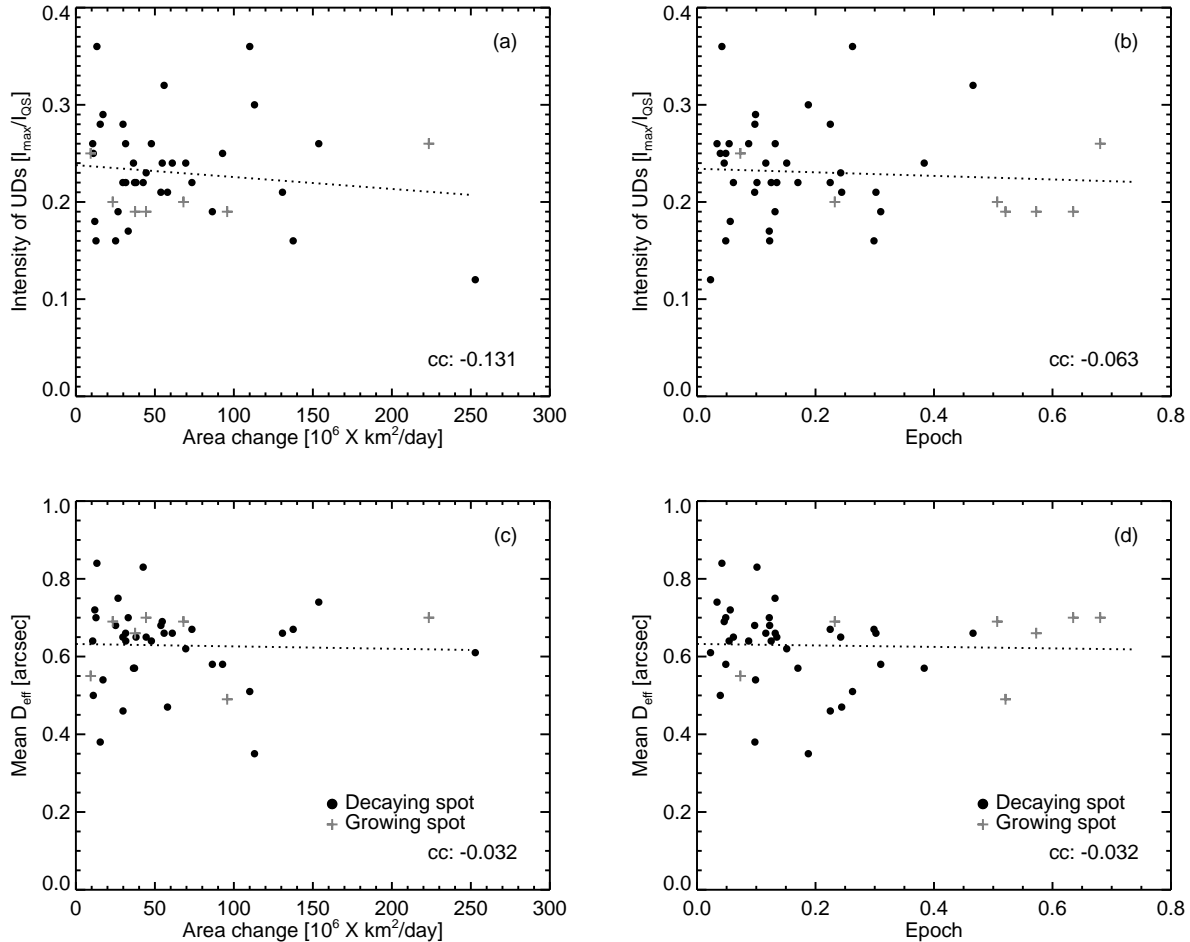 (a)
Intensity of UDs [I_max/I_QS]
0.4
0.3
0.2
0.1
0.0
cc: -0.131
0 50 100 150 200 250 300
Area change [10^6 X km^2/day]
(b)
Intensity of UDs [I_max/I_QS]
0.4
0.3
0.2
0.1
0.0
cc: -0.063
0.0 0.2 0.4 0.6 0.8
Epoch
(c)
Mean D_eff [arcsec]
1.0
0.8
0.6
0.4
0.2
0.0
Decaying spot
Growing spot
cc: -0.032
0 50 100 150 200 250 300
Area change [10^6 X km^2/day]
(d)
Mean D_eff [arcsec]
1.0
0.8
0.6
0.4
0.2
0.0
Decaying spot
Growing spot
cc: -0.032
0.0 0.2 0.4 0.6 0.8
Epoch